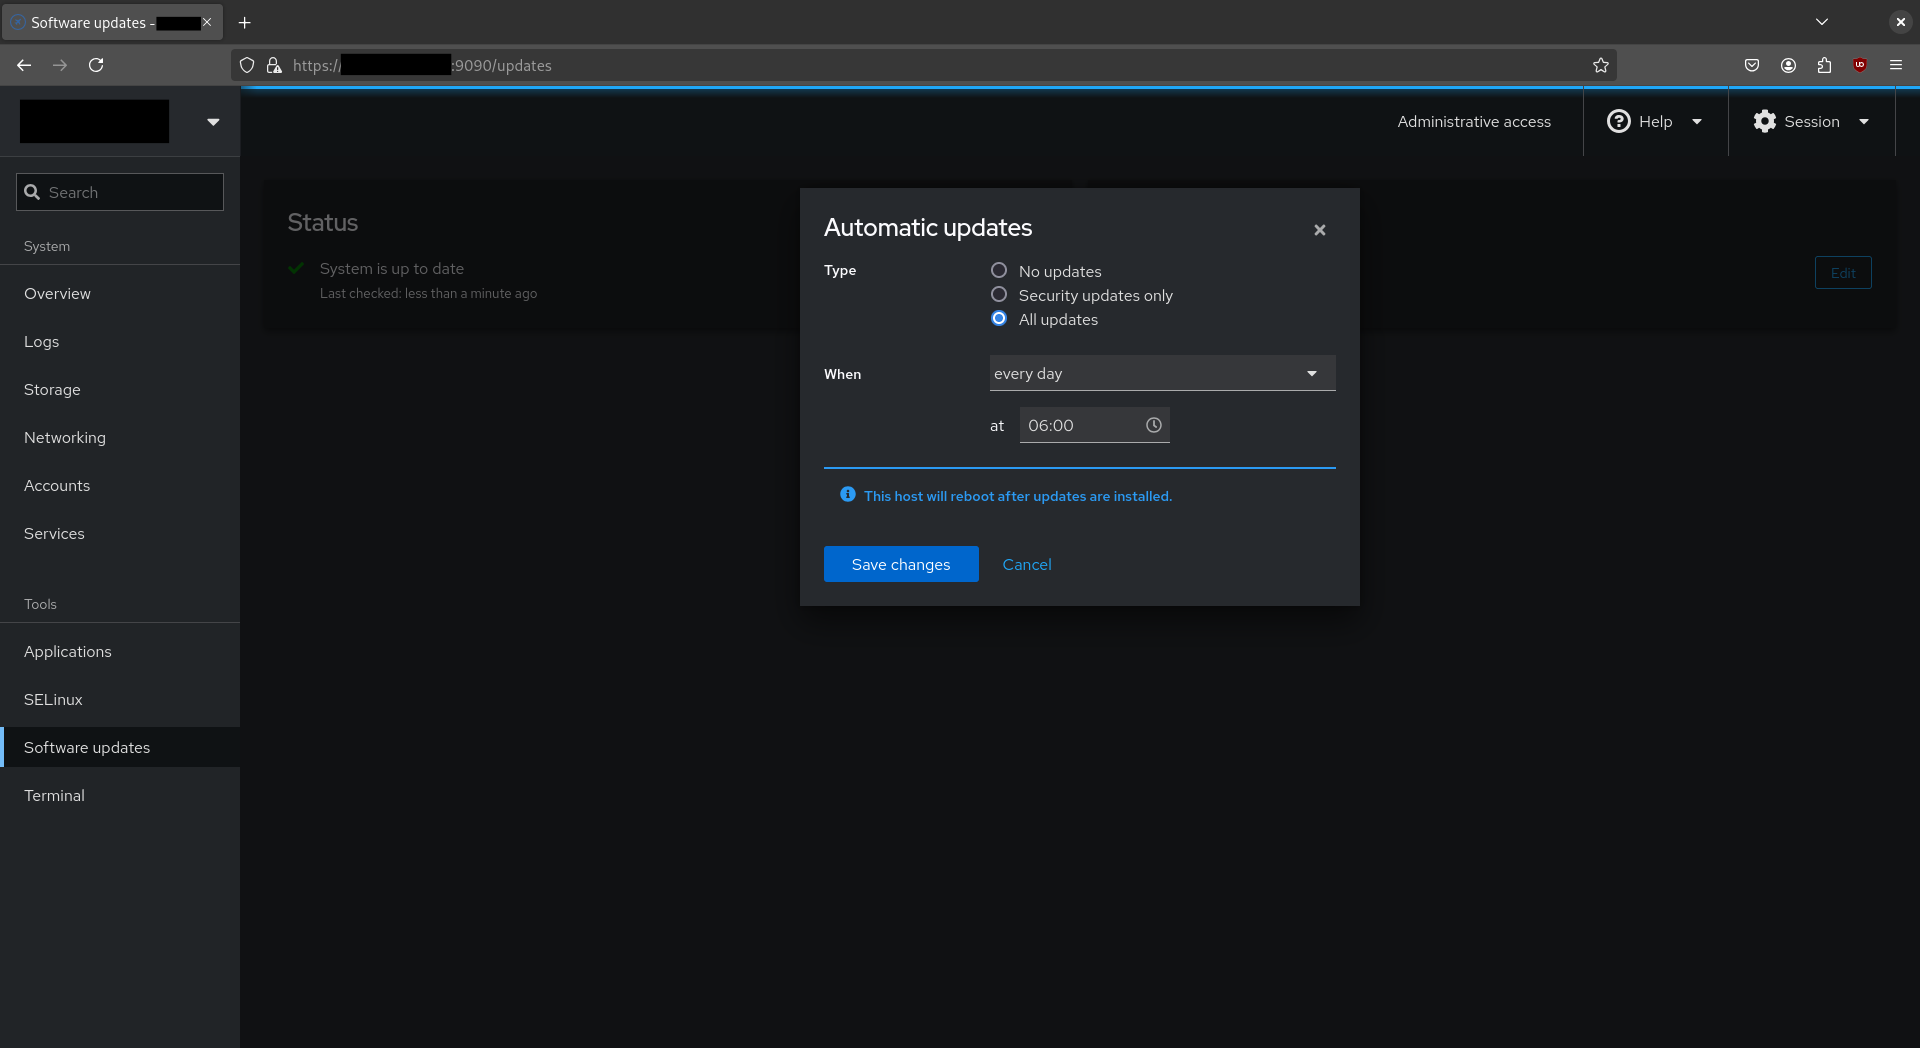 Software updates -
https://
:9090/updates
Administrative access
Help
Session
Search
System
Overview
Logs
Storage
Networking
Accounts
Services
Tools
Applications
SELinux
Software updates
Terminal
Status
System is up to date
Last checked: less than a minute ago
Edit
Automatic updates
Type
No updates
Security updates only
All updates
When
every day
at
06:00
This host will reboot after updates are installed.
Save changes
Cancel